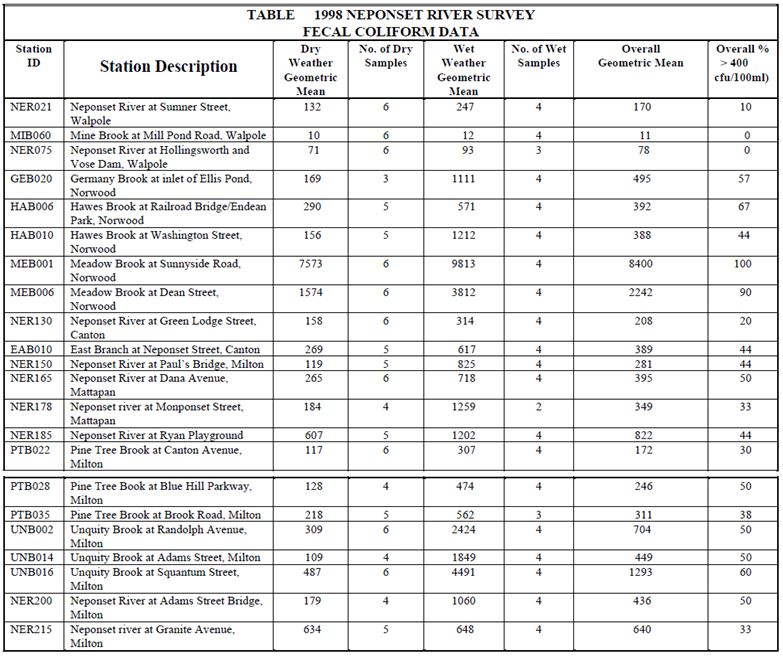 TABLE 1998 NEPONSET RIVER SURVEY
FECAL COLIFORM DATA
Station ID Station Description Dry Weather Geometric Mean No. of Dry Samples Wet Weather Geometric Mean No. of Wet Samples Overall Geometric Mean Overall % > 400 cfu/100ml)
NER021 Neponset River at Sumner Street, 132 6 247 4 170 10
Walpole
MIB060 Mine Brook at Mill Pond Road, Walpole 10 6 12 4 11 0
NER075 Neponset River at Hollingsworth and 71 6 93 3 78 0
Vose Dam, Walpole
GEB020 Germany Brook at inlet of Ellis Pond, 169 3 1111 4 495 57
Norwood
HAB006 Hawes Brook at Railroad Bridge/Endean 290 5 571 4 392 67
Park, Norwood
HAB010 Hawes Brook at Washington Street, 156 5 1212 4 388 44
Norwood
MEB001 Meadow Brook at Sunnyside Road, 7573 6 9813 4 8400 100
Norwood
MEB006 Meadow Brook at Dean Street, 1574 6 3812 4 2242 90
Norwood
NER130 Neponset River at Green Lodge Street, 158 6 314 4 208 20
Canton
EAB010 East Branch at Neponset Street, Canton 269 5 617 4 389 44
NER150 Neponset River at Paul's Bridge, Milton 119 5 825 4 281 44
NER165 Neponset River at Dana Avenue, 265 6 718 4 395 50
Mattapan
NER178 Neponset river at Monponset Street, 184 4 1259 2 349 33
Mattapan
NER185 Neponset River at Ryan Playground 607 5 1202 4 822 44
PTB022 Pine Tree Brook at Canton Avenue, 117 6 307 4 172 30
Milton
PTB028 Pine Tree Book at Blue Hill Parkway, 128 4 474 4 246 50
Milton
PTB035 Pine Tree Brook at Brook Road, Milton 218 5 562 3 311 38
UNB002 Unquity Brook at Randolph Avenue, 309 6 2424 4 704 50
Milton
UNB014 Unquity Brook at Adams Street, Milton 109 4 1849 4 449 50
UNB016 Unquity Brook at Squantum Street, 487 6 4491 4 1293 60
Milton
NER200 Neponset River at Adams Street Bridge, 179 4 1060 4 436 50
Milton
NER215 Neponset river at Granite Avenue, 634 5 648 4 640 33
Milton